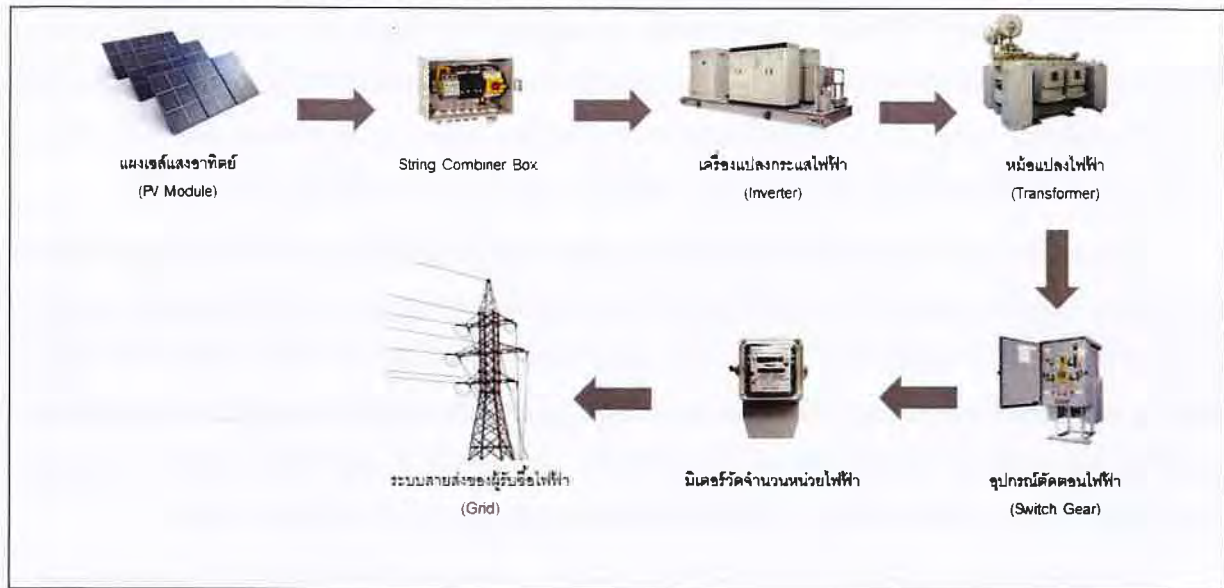 แผงเซล์แสงอาทิตย์
(PV Module)
String Combiner Box
เครื่องแปลงกระแสไฟฟ้า
(Inverter)
หม้อแปลงไฟฟ้า
(Transformer)
ระบบสายส่งของผู้รับซื้อไฟฟ้า
(Grid)
มิเตอร์วัดจำนวนหน่วยไฟฟ้า
อุปกรณ์ตัดตอนไฟฟ้า
(Switch Gear)